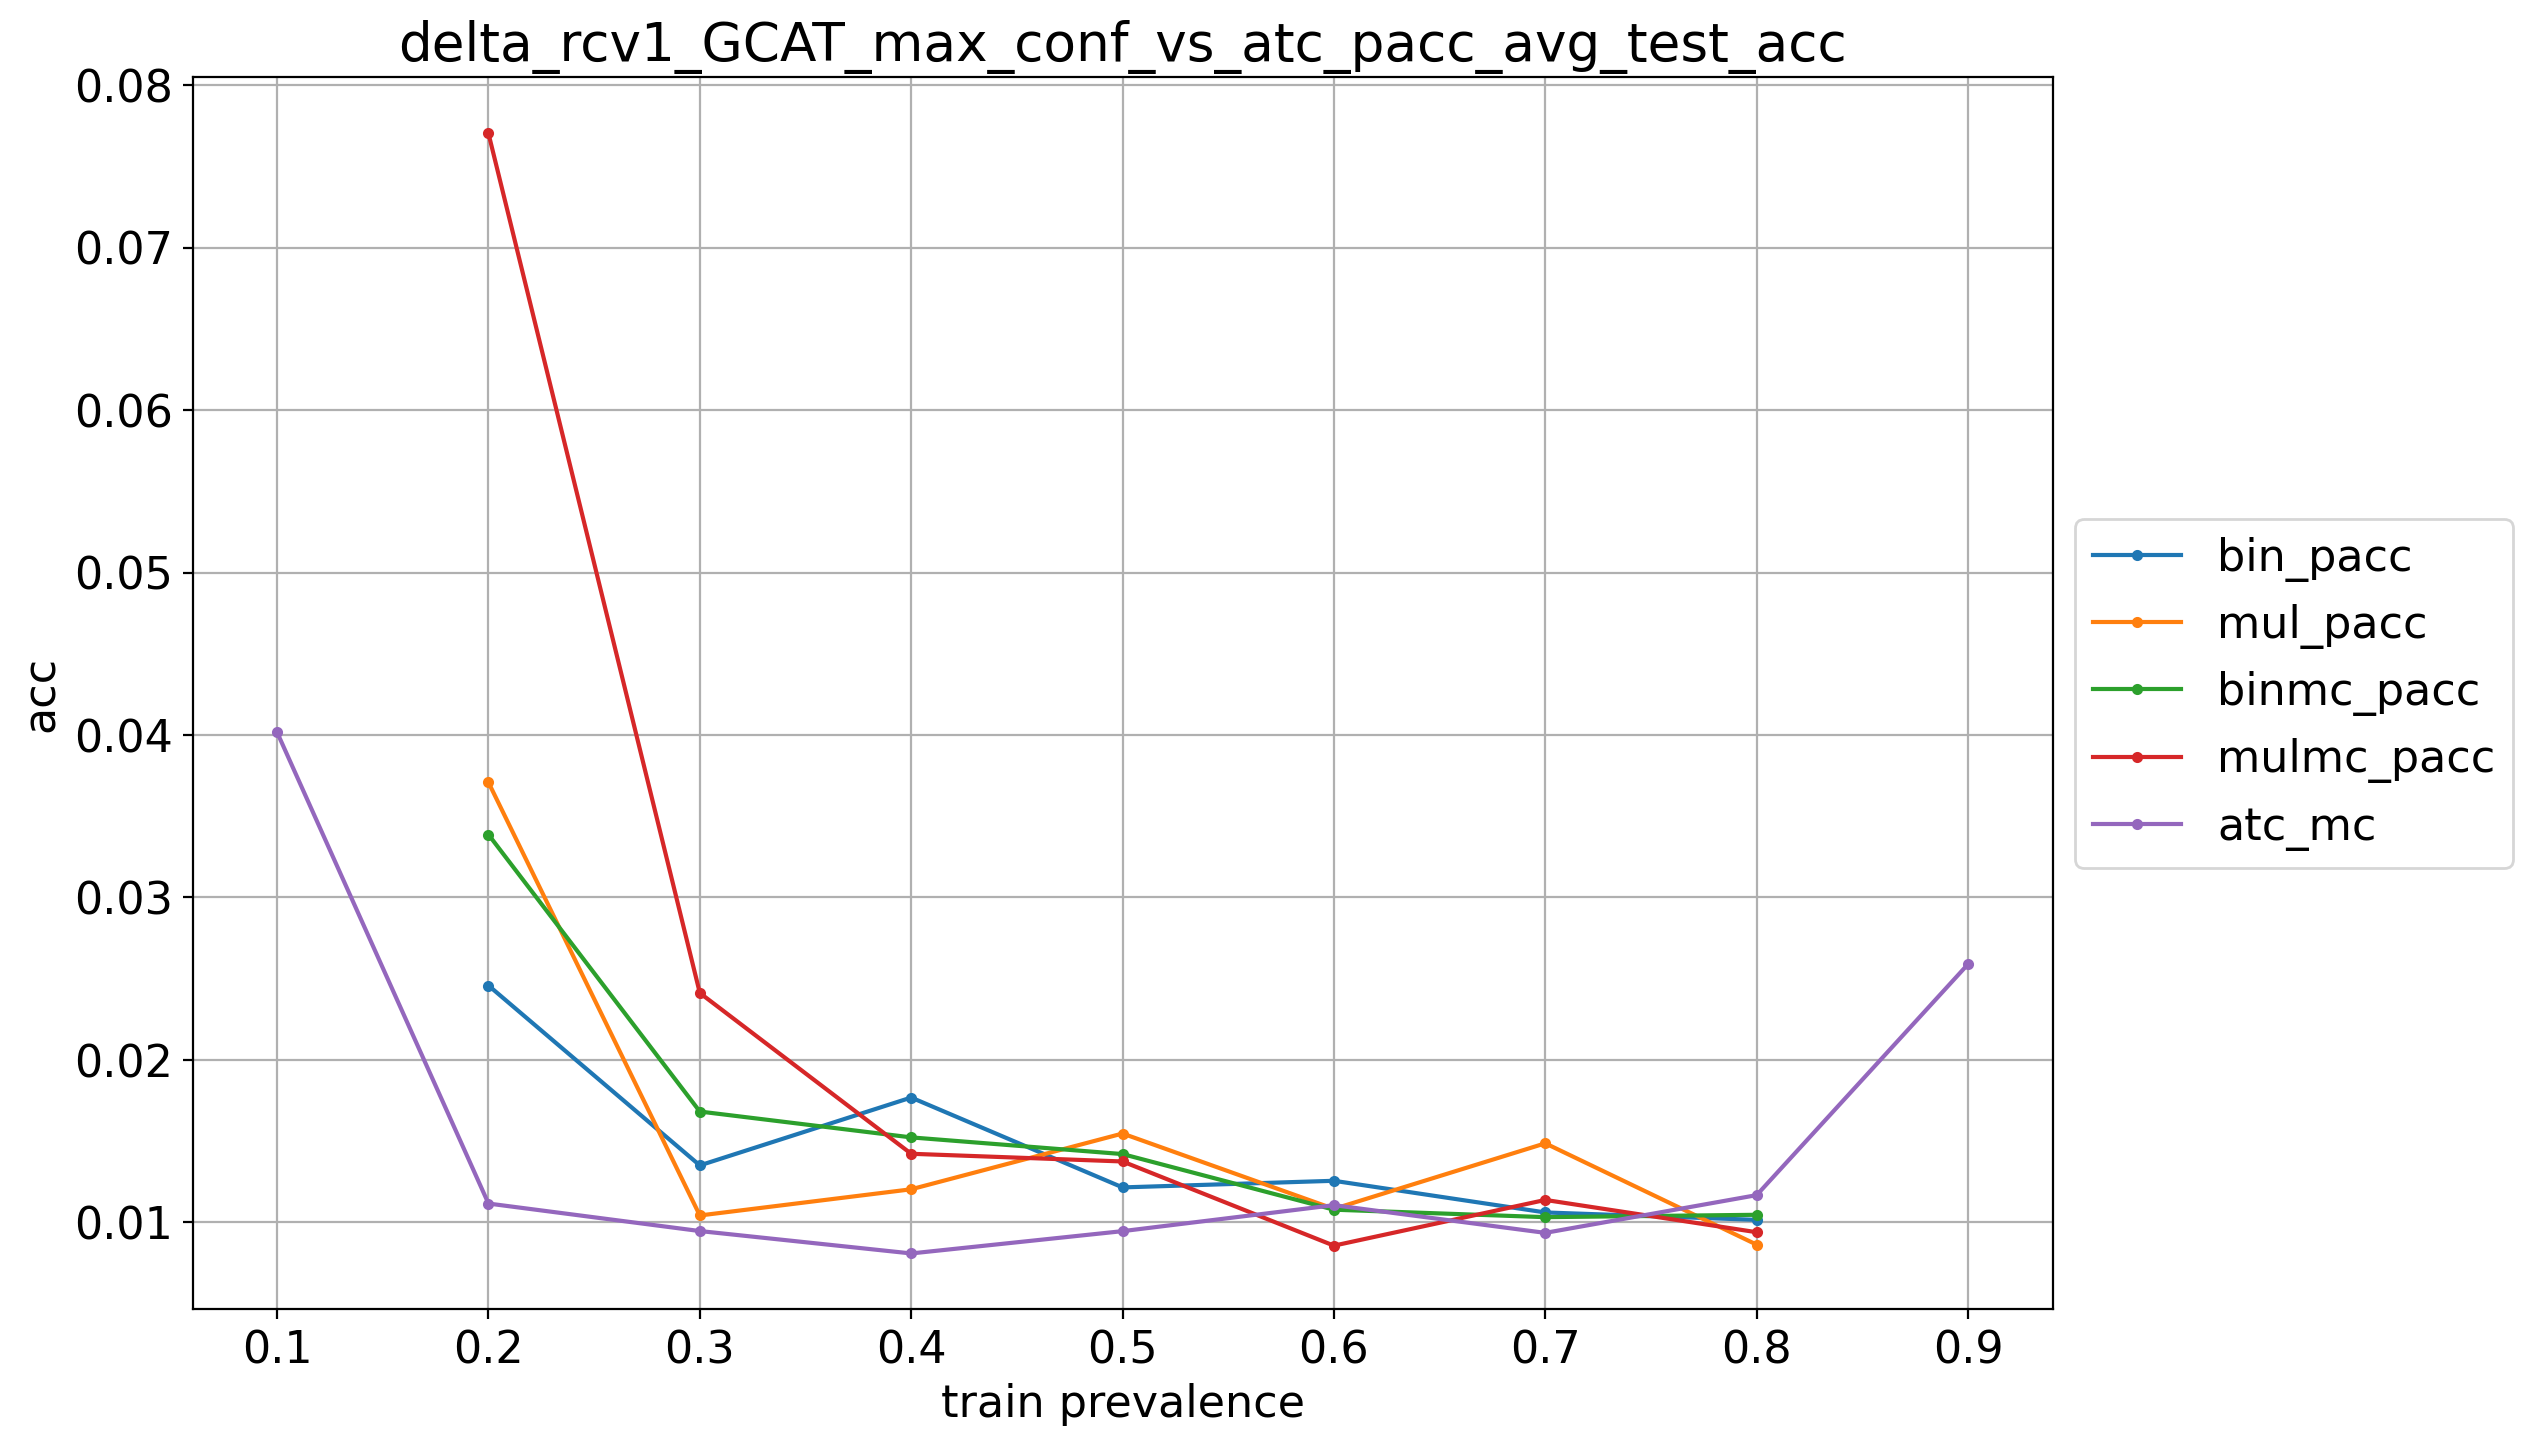 delta_rcv1_GCAT_max_conf_vs_atc_pacc_avg_test_acc
0.08
0.07
0.06
0.05
0.04
0.03
0.02
0.01
acc
0.1 0.2 0.3 0.4 0.5 0.6 0.7 0.8 0.9
train prevalence
bin_pacc
mul_pacc
binmc_pacc
mulmc_pacc
atc_mc